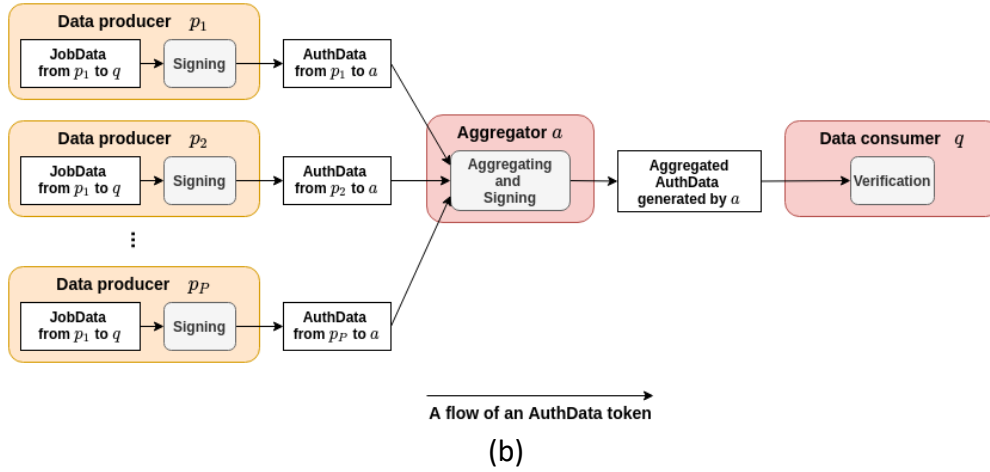 Data producer p₁
JobData
from p₁ to q
Signing
AuthData
from p₁ to a
Data producer p₂
JobData
from p₁ to q
Signing
AuthData
from p₂ to a
...
Data producer p_P
JobData
from p₁ to q
Signing
AuthData
from p_P to a
Aggregator a
Aggregating
and
Signing
Aggregated
AuthData
generated by a
Data consumer q
Verification
A flow of an AuthData token
(b)